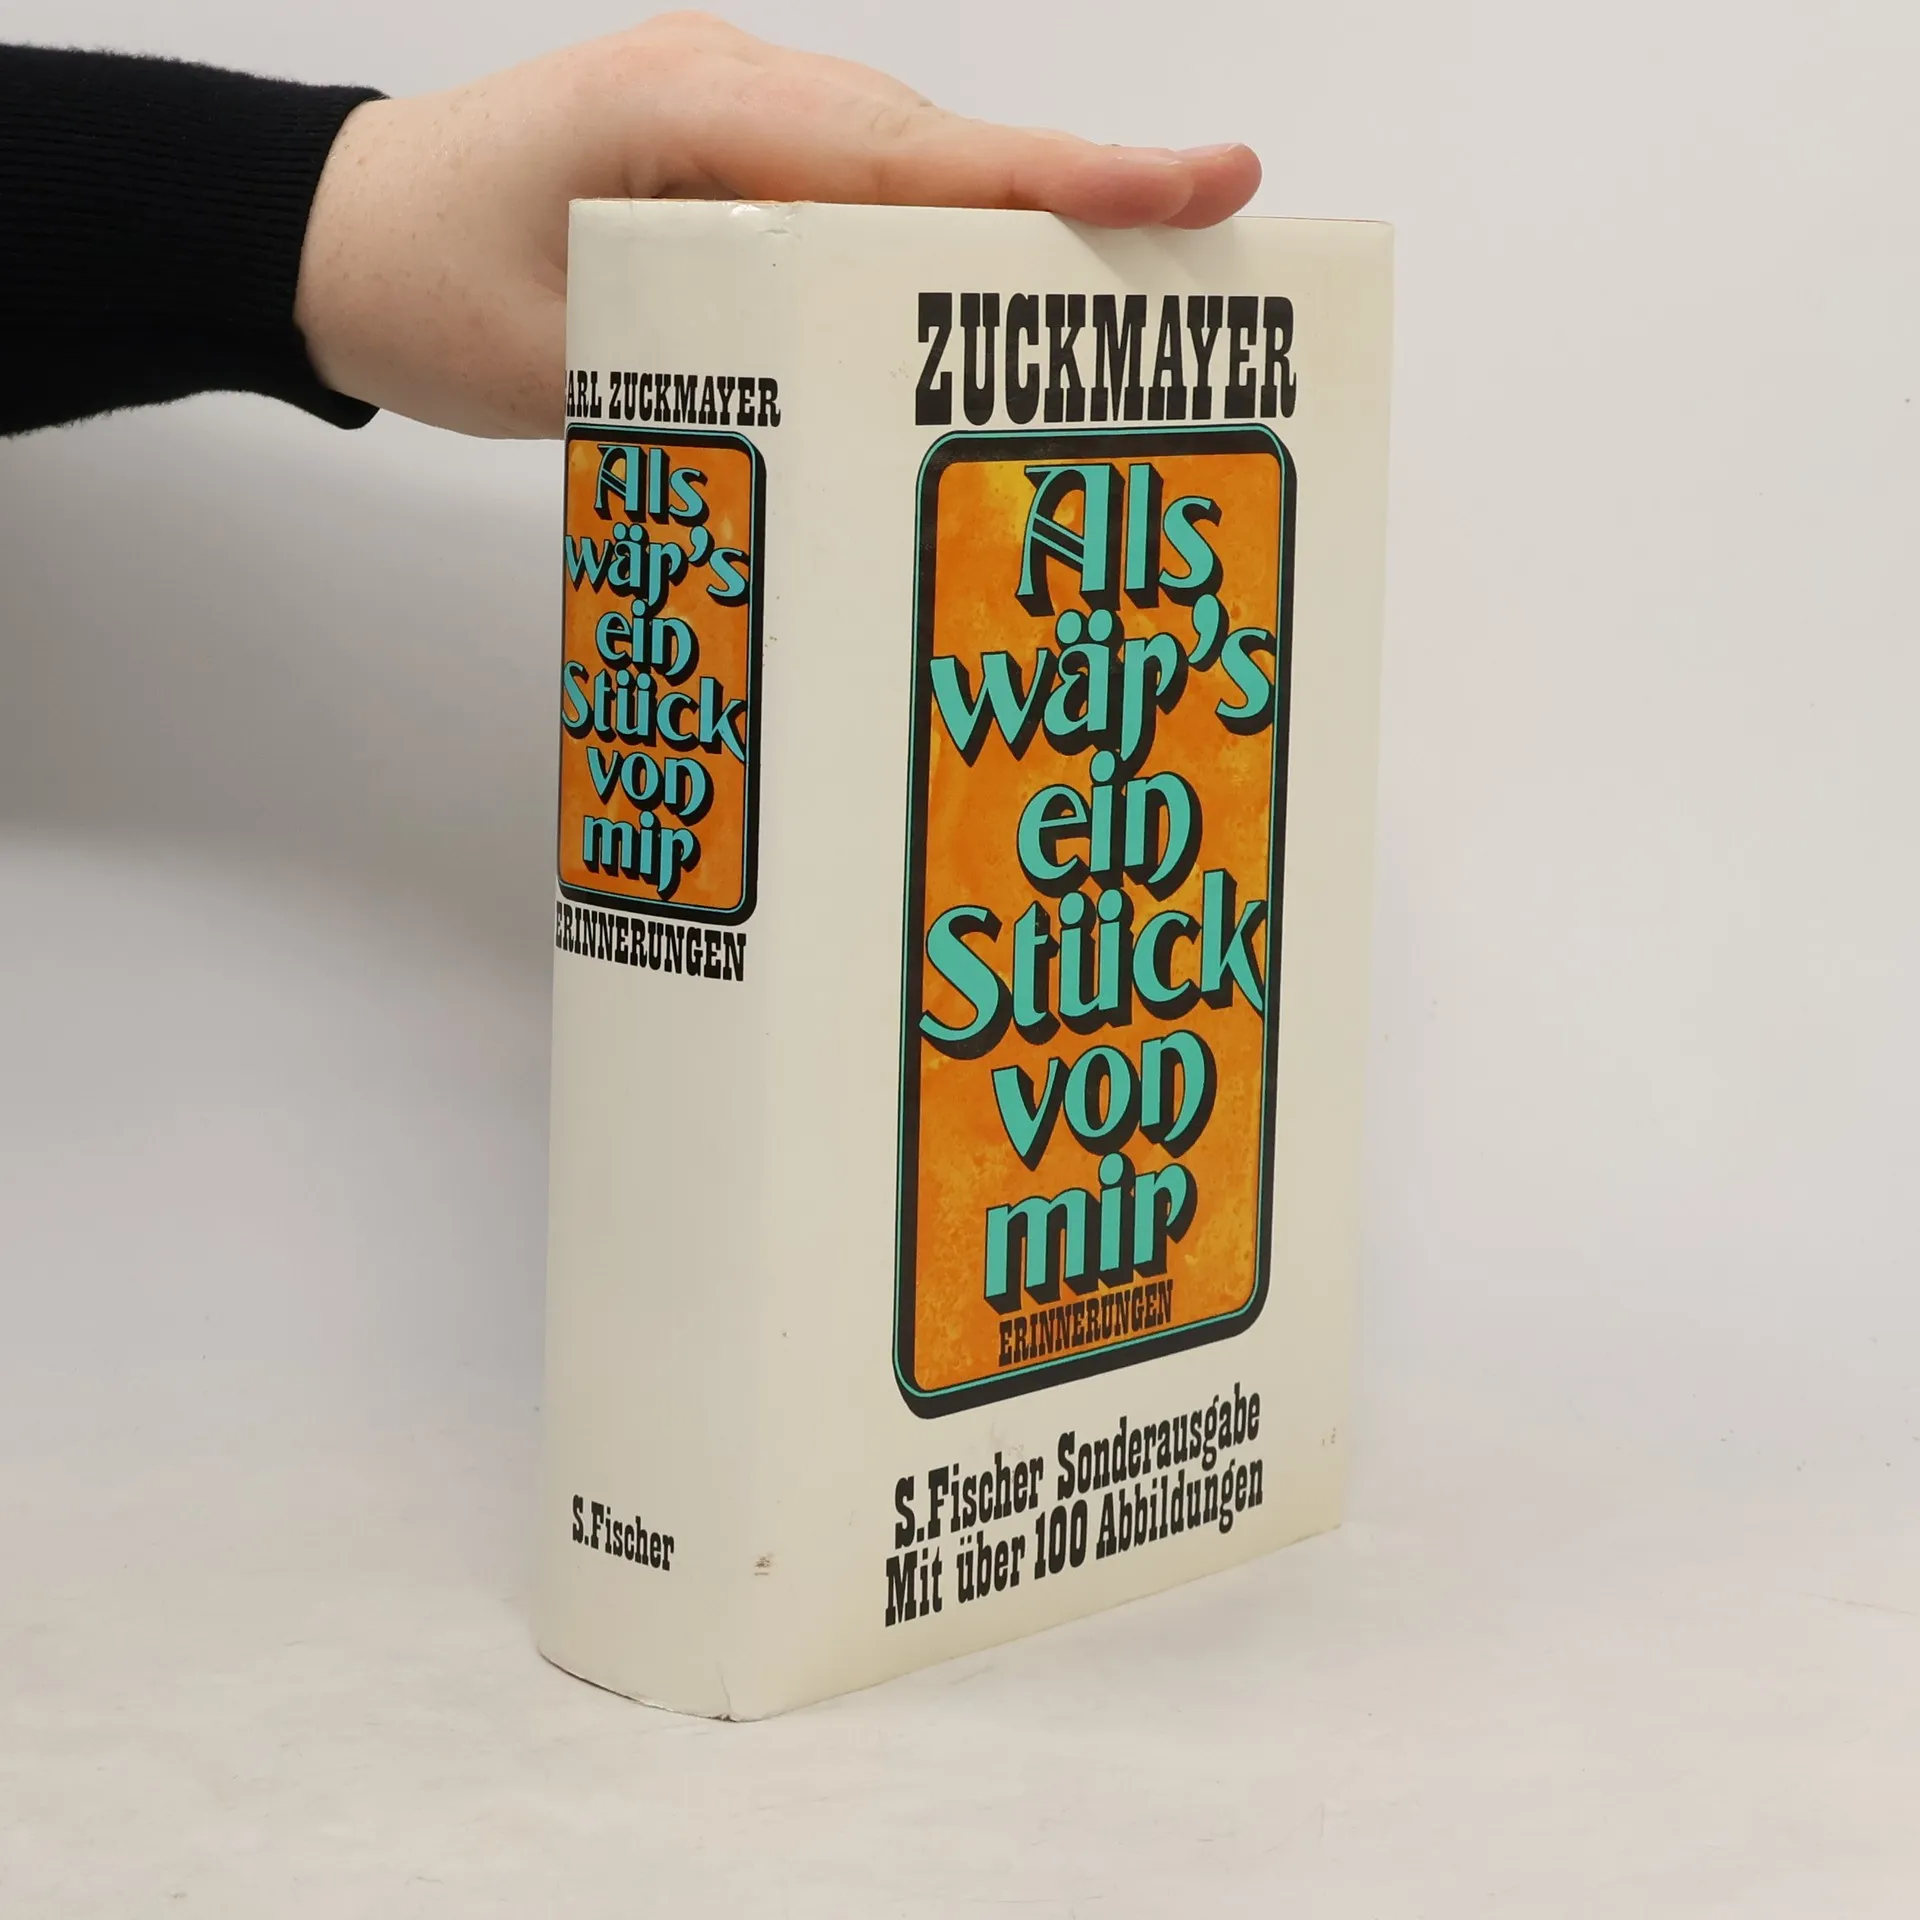 CARL ZUCKMAYER
Als
wär's
ein
Stück
von
mir
ERINNERUNGEN
S.Fischer
ZUCKMAYER
Als
wär's
ein
Stück
von
mir
ERINNERUNGEN
S.Fischer Sonderausgabe
Mit über 100 Abbildungen